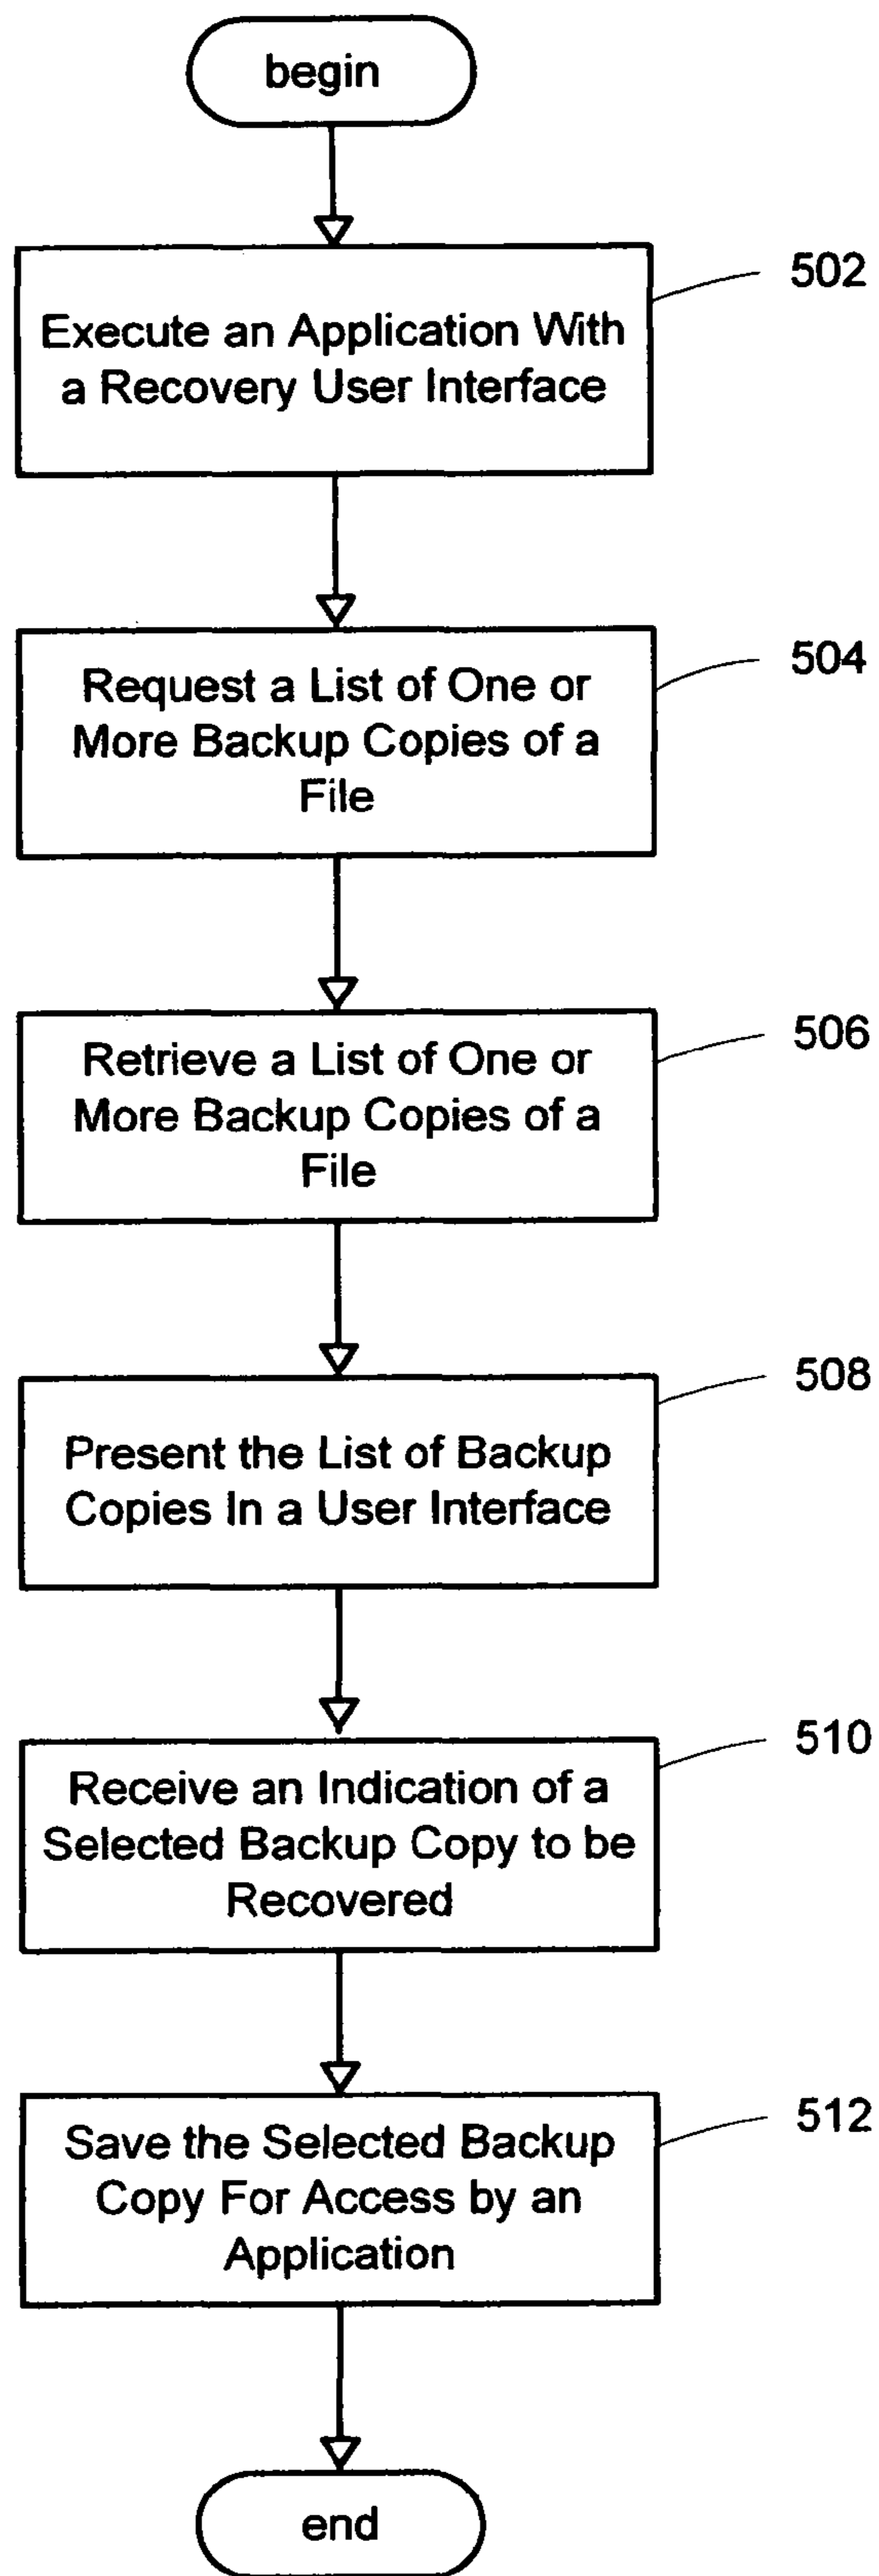 begin
502
Execute an Application With
a Recovery User Interface
504
Request a List of One or
More Backup Copies of a
File
506
Retrieve a List of One or
More Backup Copies of a
File
508
Present the List of Backup
Copies In a User Interface
510
Receive an Indication of a
Selected Backup Copy to be
Recovered
512
Save the Selected Backup
Copy For Access by an
Application
end